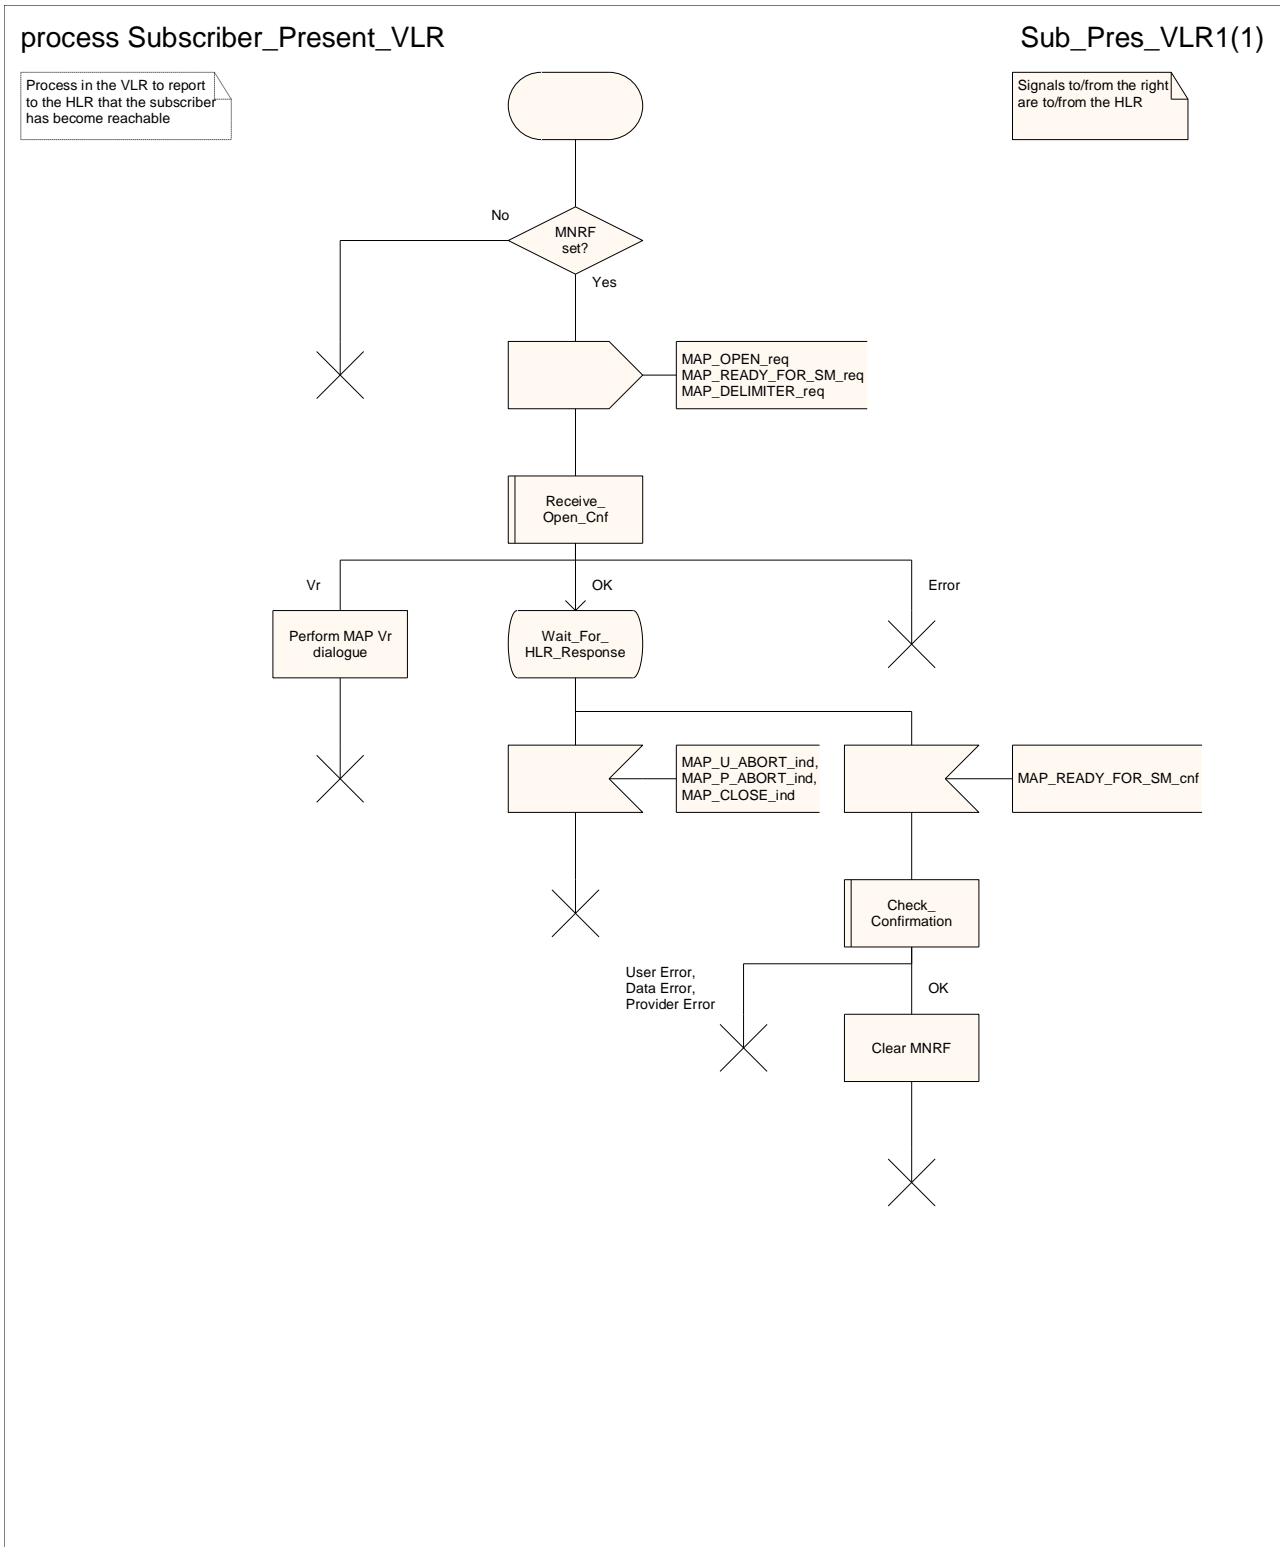 process Subscriber_Present_VLR
Sub_Pres_VLR1(1)
Process in the VLR to report
to the HLR that the subscriber
has become reachable
Signals to/from the right
are to/from the HLR
No
MNRF
set?
Yes
MAP_OPEN_req
MAP_READY_FOR_SM_req
MAP_DELIMITER_req
Receive_
Open_Cnf
Vr
OK
Error
Perform MAP Vr
dialogue
Wait_For_
HLR_Response
MAP_U_ABORT_ind,
MAP_P_ABORT_ind,
MAP_CLOSE_ind
MAP_READY_FOR_SM_cnf
Check_
Confirmation
User Error,
Data Error,
Provider Error
OK
Clear MNRF